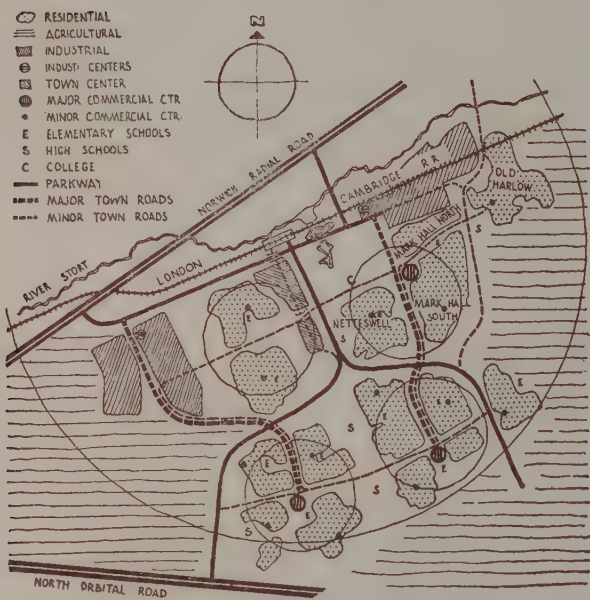 RESIDENTIAL
AGRICULTURAL
INDUSTRIAL
INDUST: CENTERS
TOWN CENTER
MAJOR COMMERCIAL CTR
MINOR COMMERCIAL CTR.
E ELEMENTARY SCHOOLS
S HIGH SCHOOLS
C COLLEGE
PARKWAY
MAJOR TOWN ROADS
MINOR TOWN ROADS
N
NORWICH RADIAL ROAD
CAMBRIDGE R.R.
OLD HARLOW
RIVER STORT
LONDON
MARK HALL NORTH
E
S
C
MARK HALL
SOUTH
NETTESWELL
E
S
E
E
E
E
S
E
E
E
S
E
E
S
NORTH ORBITAL ROAD